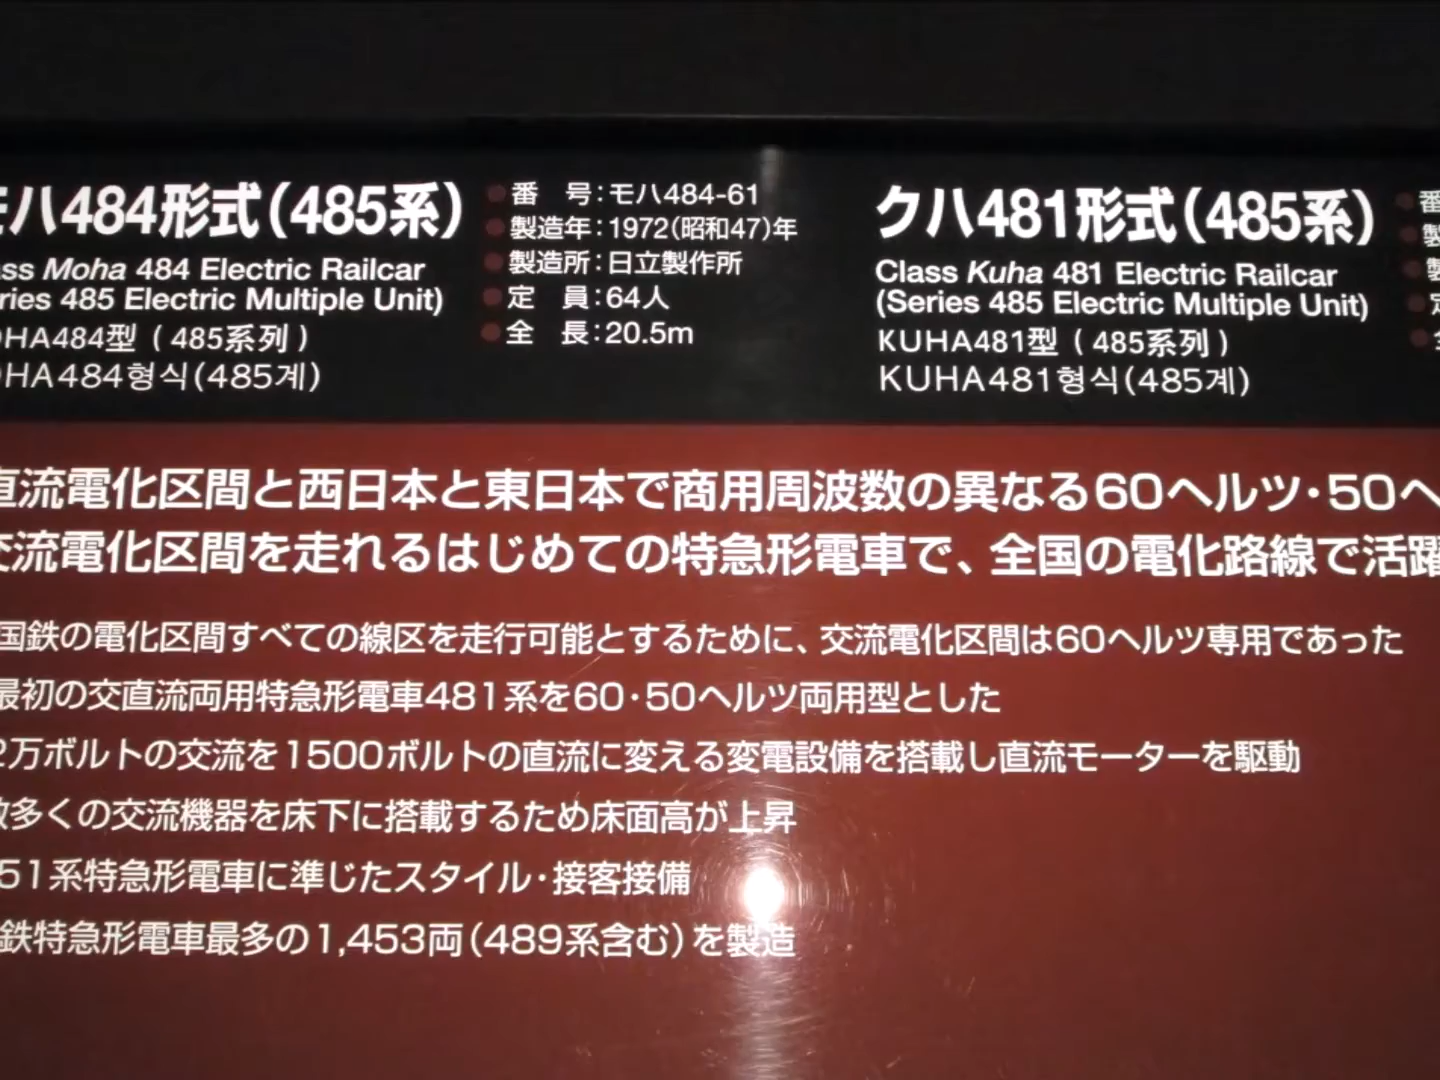 モハ484形式(485系)
ass Moha 484 Electric Railcar
ries 485 Electric Multiple Unit)
OHA484型(485系列)
OHA484형식(485계)
番 号:モハ484-61
製造年:1972(昭和47)年
製造所:日立製作所
定 員:64人
全 長:20.5m
クハ481形式(485系)
Class Kuha 481 Electric Railcar
(Series 485 Electric Multiple Unit)
KUHA481型(485系列)
KUHA481형식(485계)
直流電化区間と西日本と東日本で商用周波数の異なる60ヘルツ・50ヘ
交流電化区間を走れるはじめての特急形電車で、全国の電化路線で活躍
国鉄の電化区間すべての線区を走行可能とするために、交流電化区間は60ヘルツ専用であった
最初の交直流両用特急形電車481系を60・50ヘルツ両用型とした
2万ボルトの交流を1500ボルトの直流に変える変電設備を搭載し直流モーターを駆動
数多くの交流機器を床下に搭載するため床面高が上昇
51系特急形電車に準じたスタイル・接客接備
鉄特急形電車最多の1,453両(489系含む)を製造